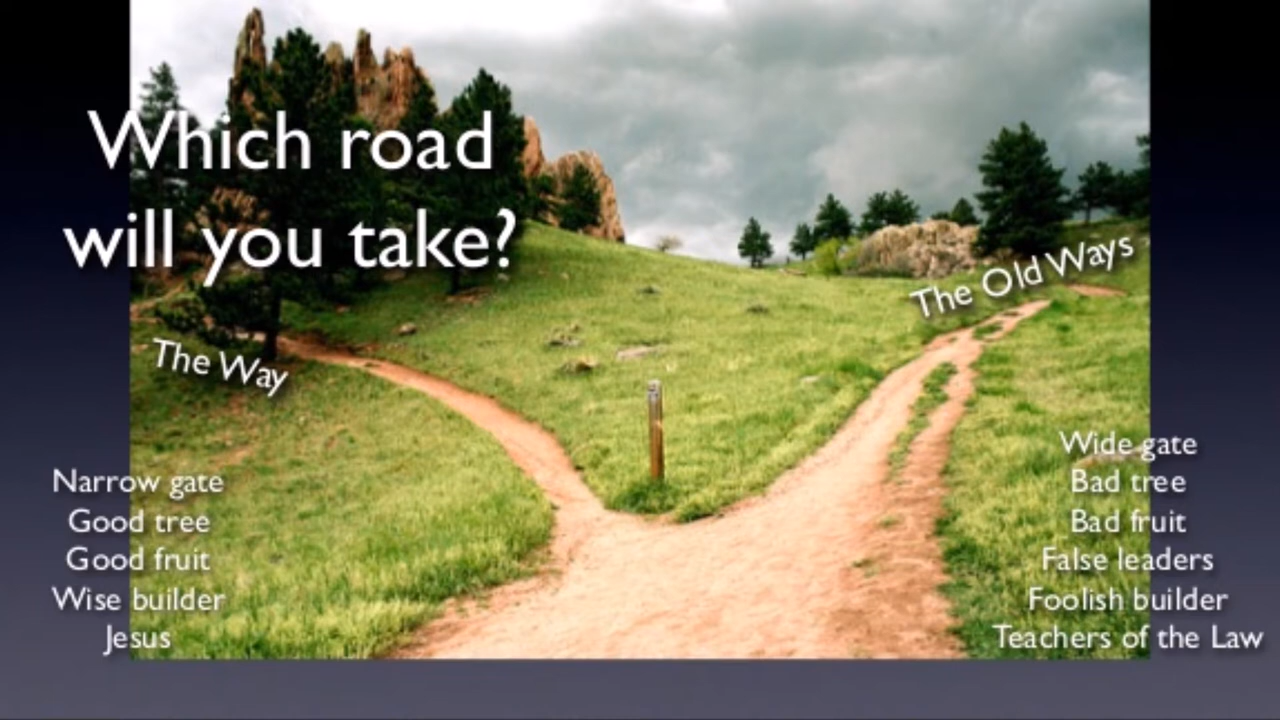 Which road
will you take?
The Way
The Old Ways
Narrow gate
Good tree
Good fruit
Wise builder
Jesus
Wide gate
Bad tree
Bad fruit
False leaders
Foolish builder
Teachers of the Law